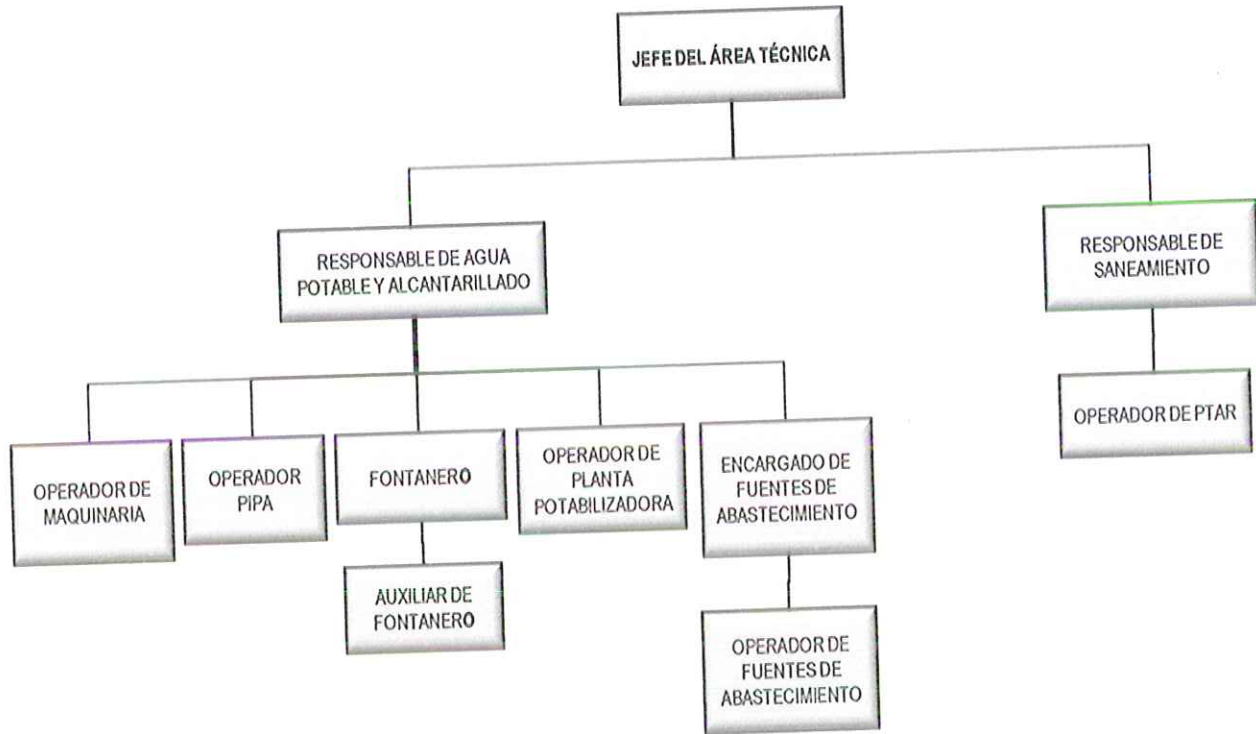 JEFE DEL ÁREA TÉCNICA
RESPONSABLE DE AGUA
POTABLE Y ALCANTARILLADO
RESPONSABLE DE
SANEAMIENTO
OPERADOR DE
MAQUINARIA
OPERADOR
PIPA
FONTANERO
OPERADOR DE
PLANTA
POTABILIZADORA
ENCARGADO DE
FUENTES DE
ABASTECIMIENTO
OPERADOR DE PTAR
AUXILIAR DE
FONTANERO
OPERADOR DE
FUENTES DE
ABASTECIMIENTO